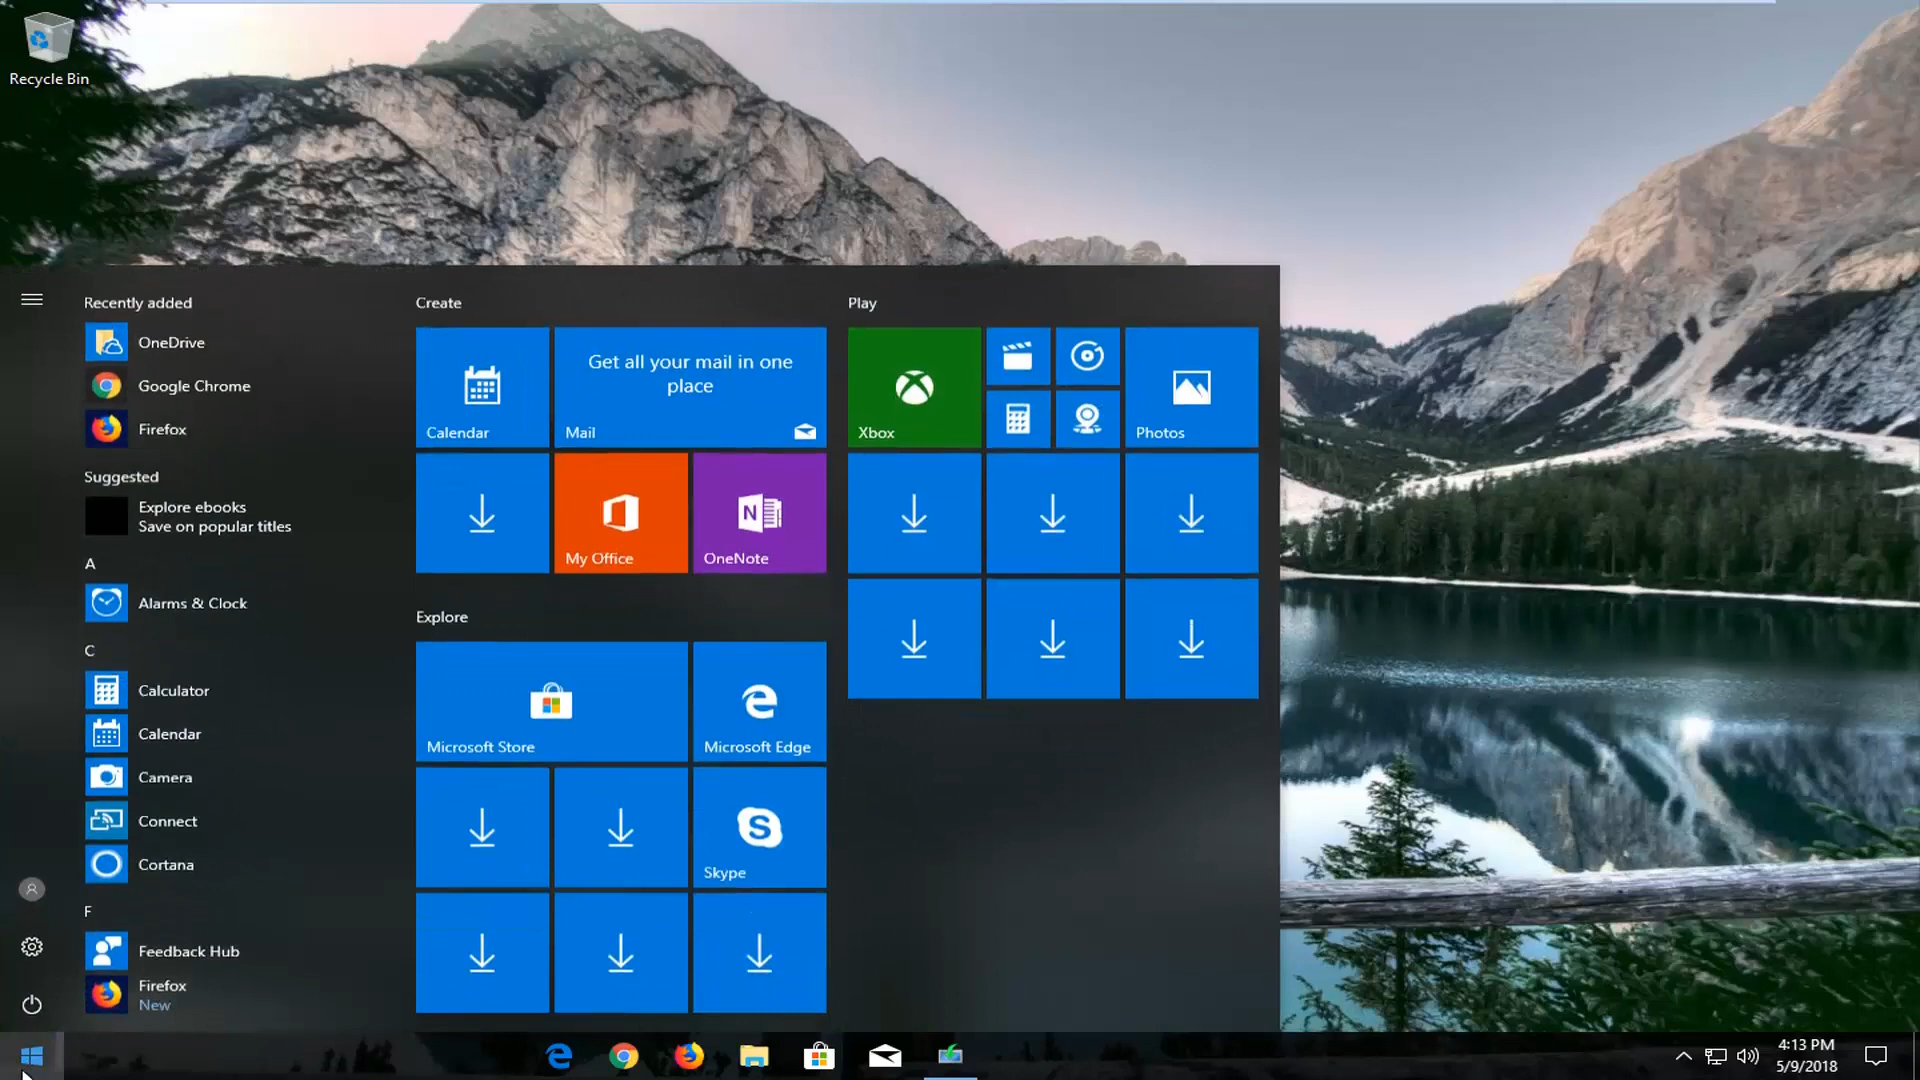 Recycle Bin
Recently added
OneDrive
Google Chrome
Firefox
Suggested
Explore ebooks
Save on popular titles
A
Alarms & Clock
C
Calculator
Calendar
Camera
Connect
Cortana
F
Feedback Hub
Firefox
New
Create
Calendar
Get all your mail in one
place
Mail
My Office
N
OneNote
Explore
Microsoft Store
Microsoft Edge
Skype
Play
Xbox
Photos
4:13 PM
5/9/2018